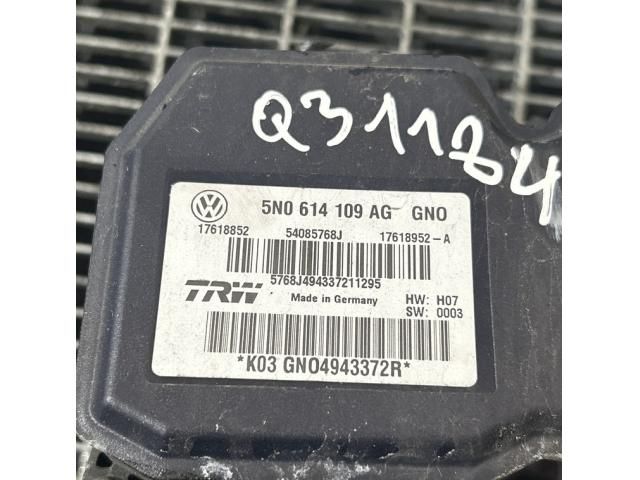 Q31184
5N0 614 109 AG GNO
17618852 54085768J 17618952-A
5768J494337211295
TRW Made in Germany HW: H07
SW: 0003
*K03 GNO4943372R*